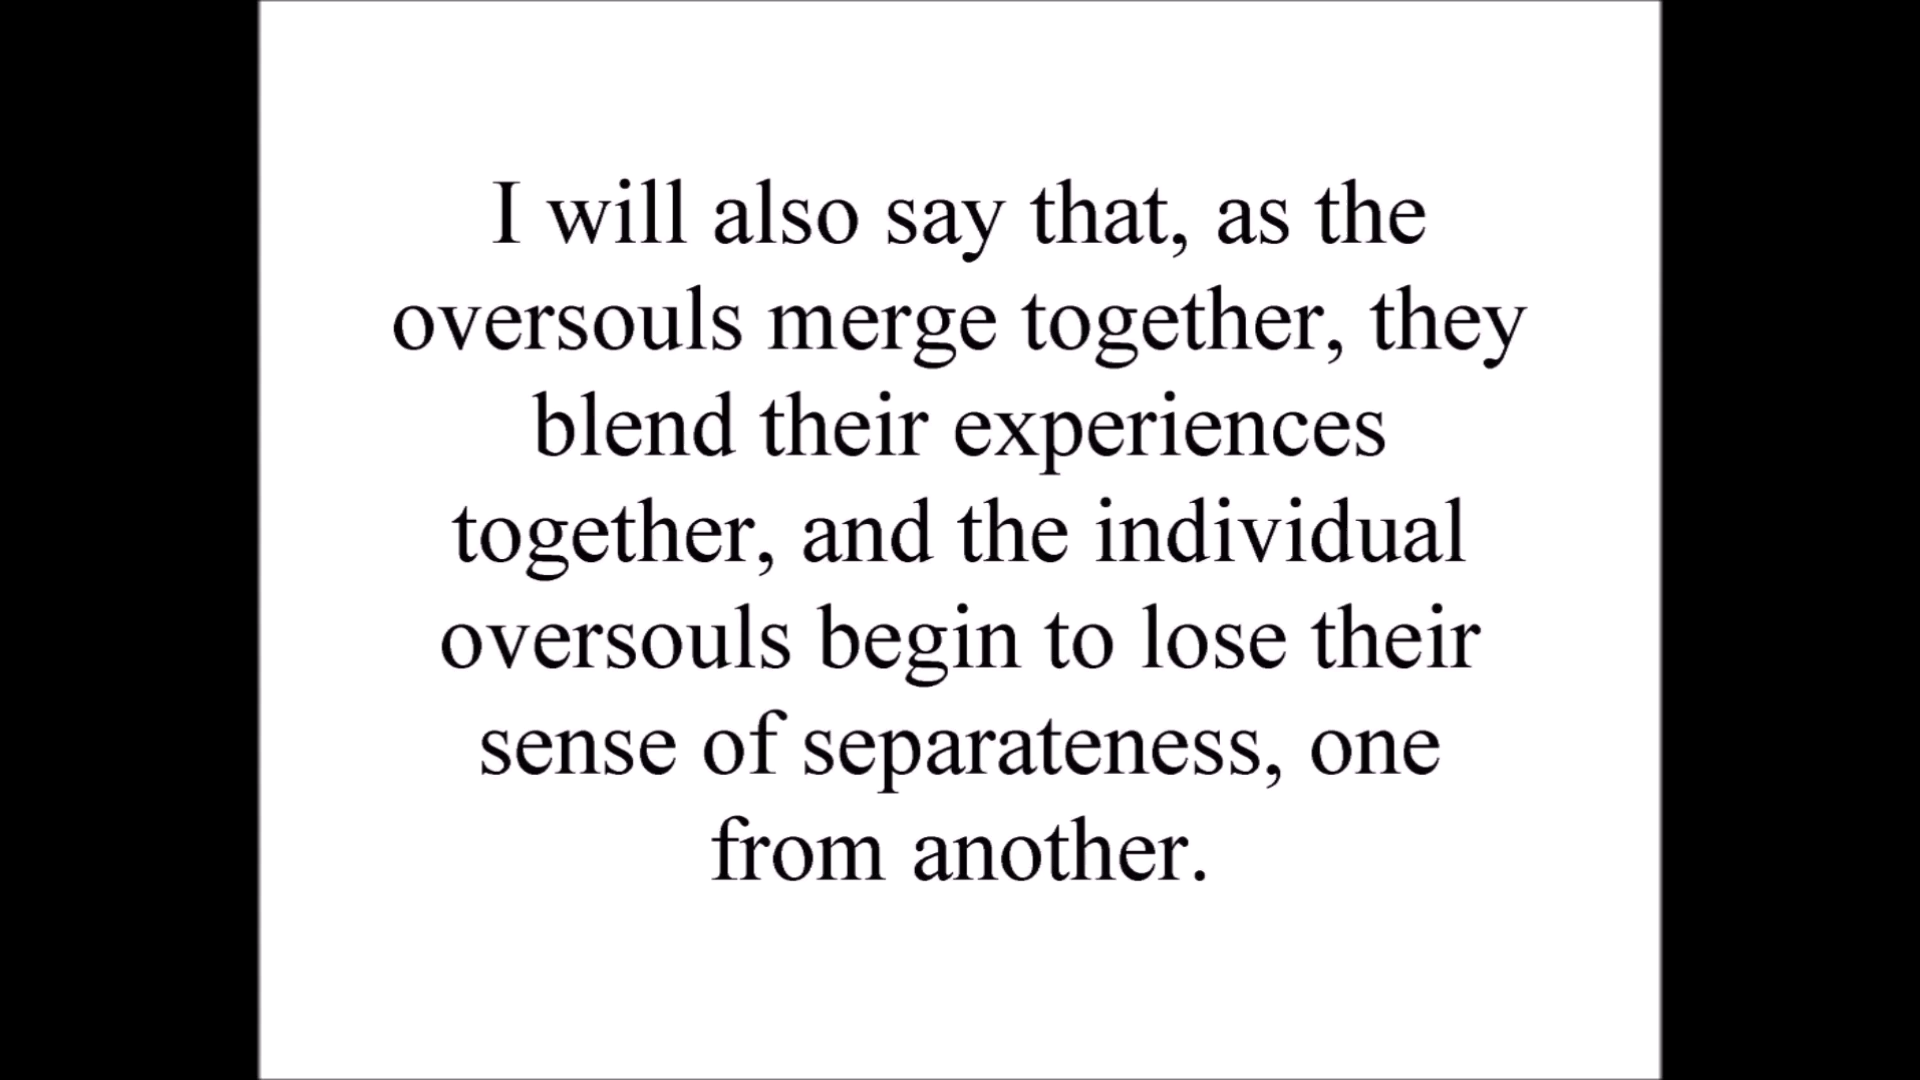 I will also say that, as the
oversouls merge together, they
blend their experiences
together, and the individual
oversouls begin to lose their
sense of separateness, one
from another.